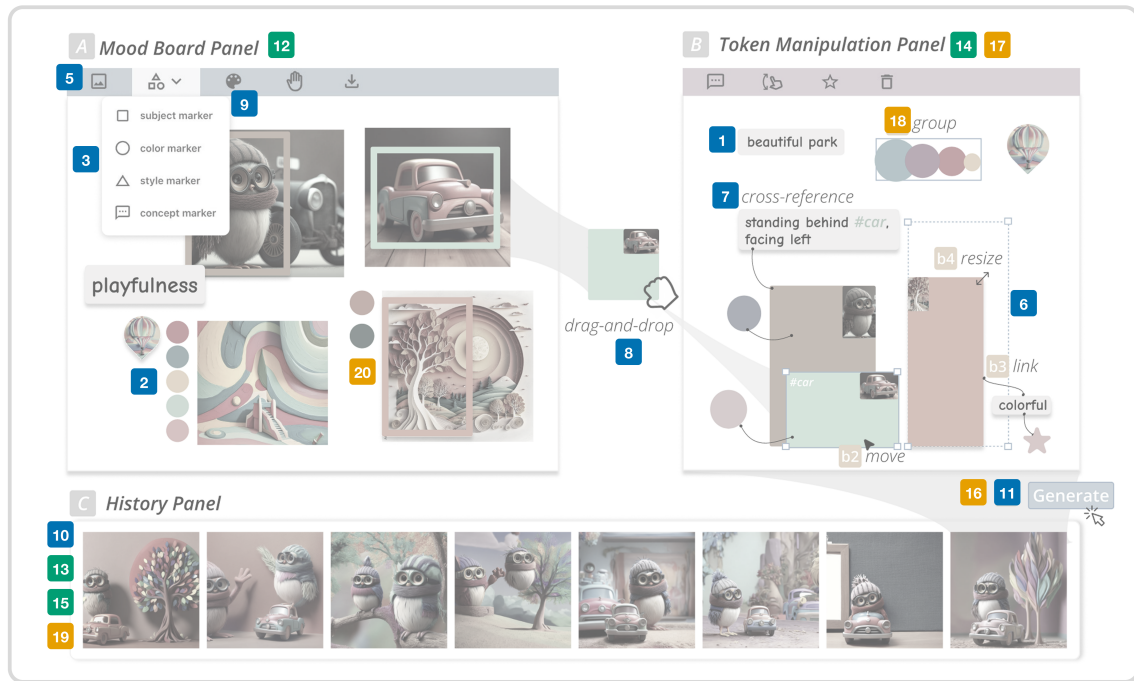 A Mood Board Panel 12
5
9
subject marker
color marker
style marker
concept marker
3
playfulness
2
20
drag-and-drop
8
B Token Manipulation Panel 14 17
18 group
1 beautiful park
7 cross-reference
standing behind #car,
facing left
b4 resize
6
b3 link
#car
colorful
b2 move
16 11 Generate
C History Panel
10
13
15
19